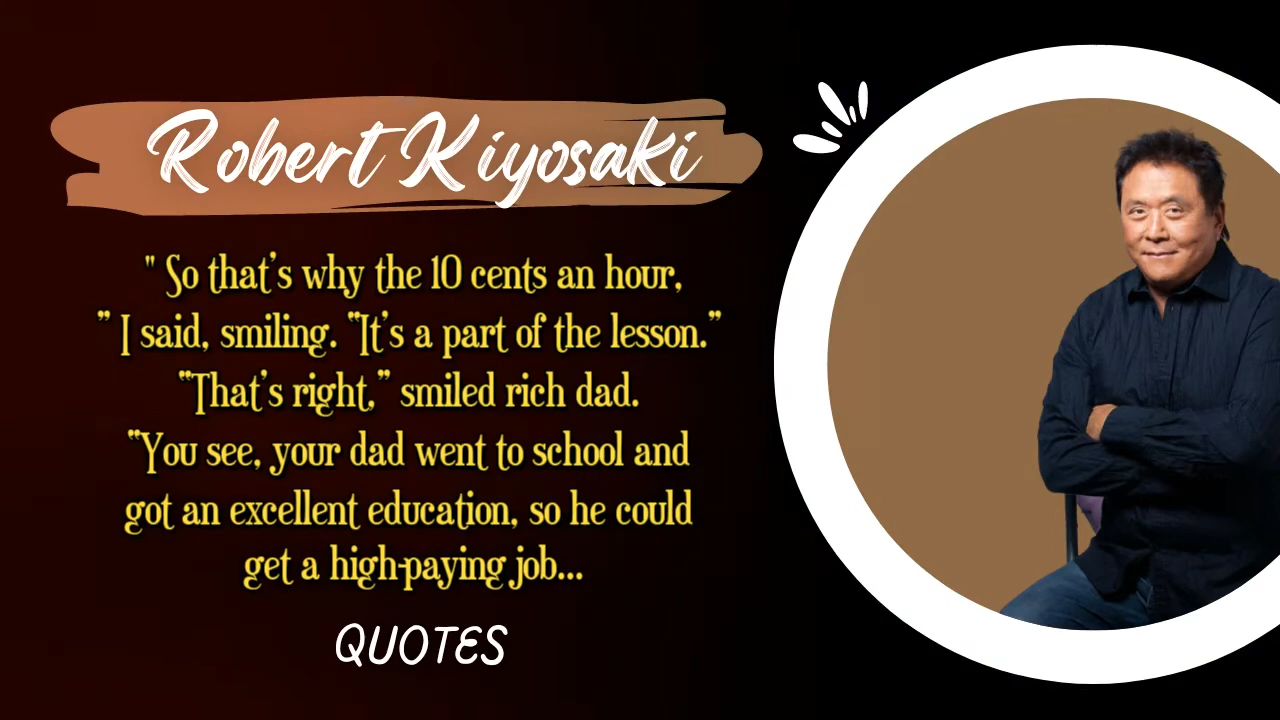 Robert Kiyosaki
" So that's why the 10 cents an hour,
” I said, smiling. “It's a part of the lesson.”
“That's right,” smiled rich dad.
“You see, your dad went to school and
got an excellent education, so he could
get a high-paying job...
QUOTES